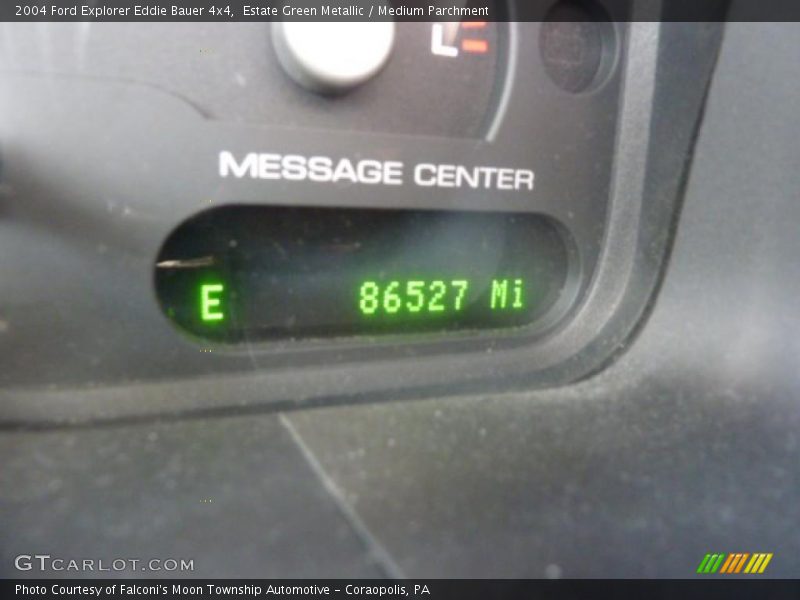 2004 Ford Explorer Eddie Bauer 4x4,  Estate Green Metallic / Medium Parchment
L
MESSAGE CENTER
E 86527 Mi
GTCARLOT.COM
Photo Courtesy of Falconi's Moon Township Automotive - Coraopolis, PA